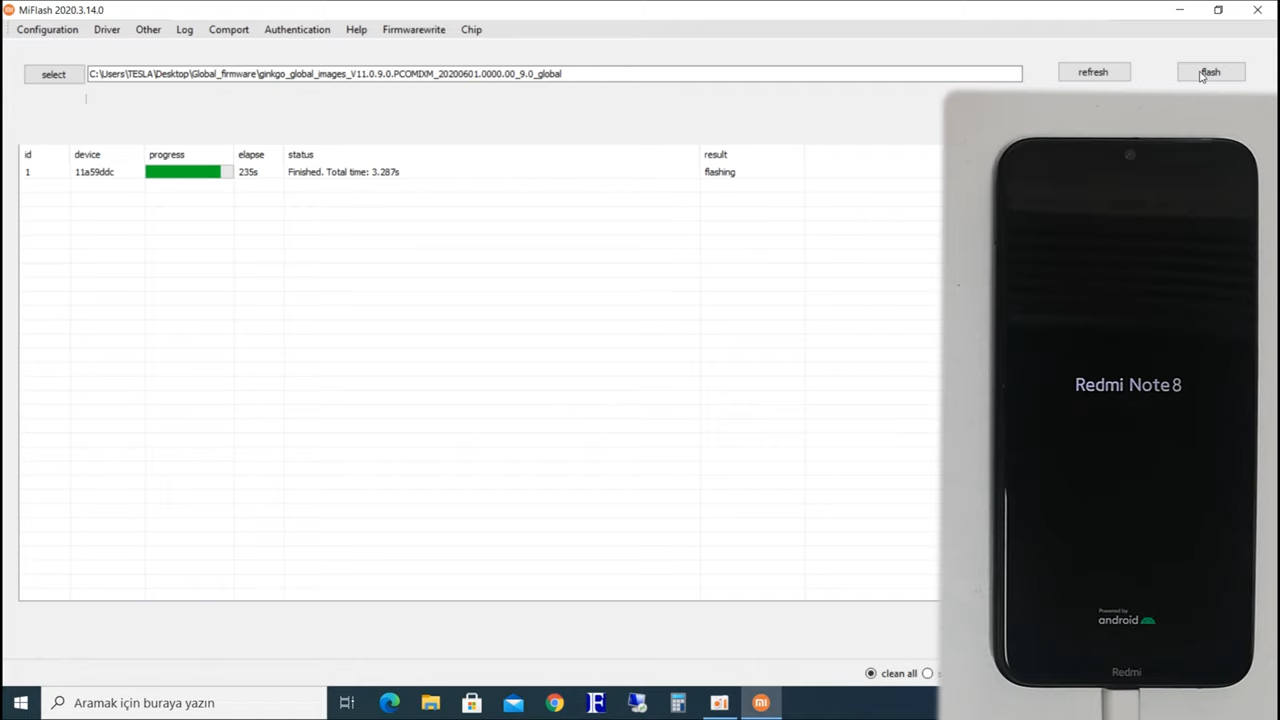 MiFlash 2020.3.14.0
Configuration Driver Other Log Comport Authentication Help Firmwarewrite Chip
select C:\Users\TESLA\Desktop\Global_firmware\ginkgo_global_images_V11.0.9.0.PCOMIXM_20200601.0000.00_9.0_global refresh flash
id device progress elapse status result
1 11a59ddc 235s Finished. Total time: 3.287s flashing
Redmi Note 8
Powered by
android
Redmi
clean all
Aramak için buraya yazın